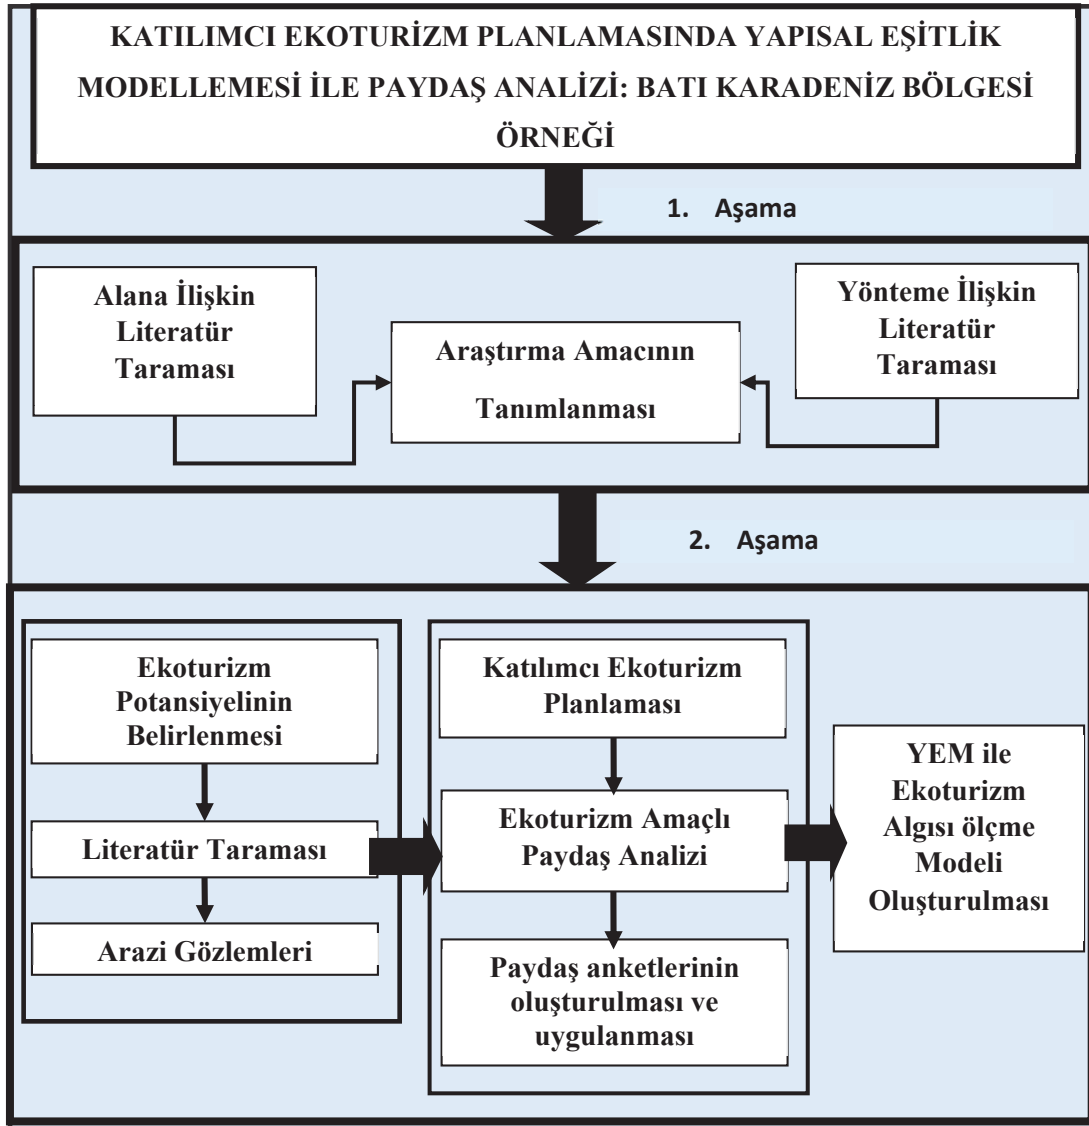 KATILIMCI EKOTURİZM PLANLAMASINDA YAPISAL EŞİTLİK
MODELLEMESİ İLE PAYDAŞ ANALİZİ: BATI KARADENİZ BÖLGESİ
ÖRNEĞİ
1. Aşama
Alana İlişkin
Literatür
Taraması
Araştırma Amacının
Tanımlanması
Yönteme İlişkin
Literatür
Taraması
2. Aşama
Ekoturizm
Potansiyelinin
Belirlenmesi
Literatür Taraması
Arazi Gözlemleri
Katılımcı Ekoturizm
Planlaması
Ekoturizm Amaçlı
Paydaş Analizi
Paydaş anketlerinin
oluşturulması ve
uygulanması
YEM ile
Ekoturizm
Algısı ölçme
Modeli
Oluşturulması